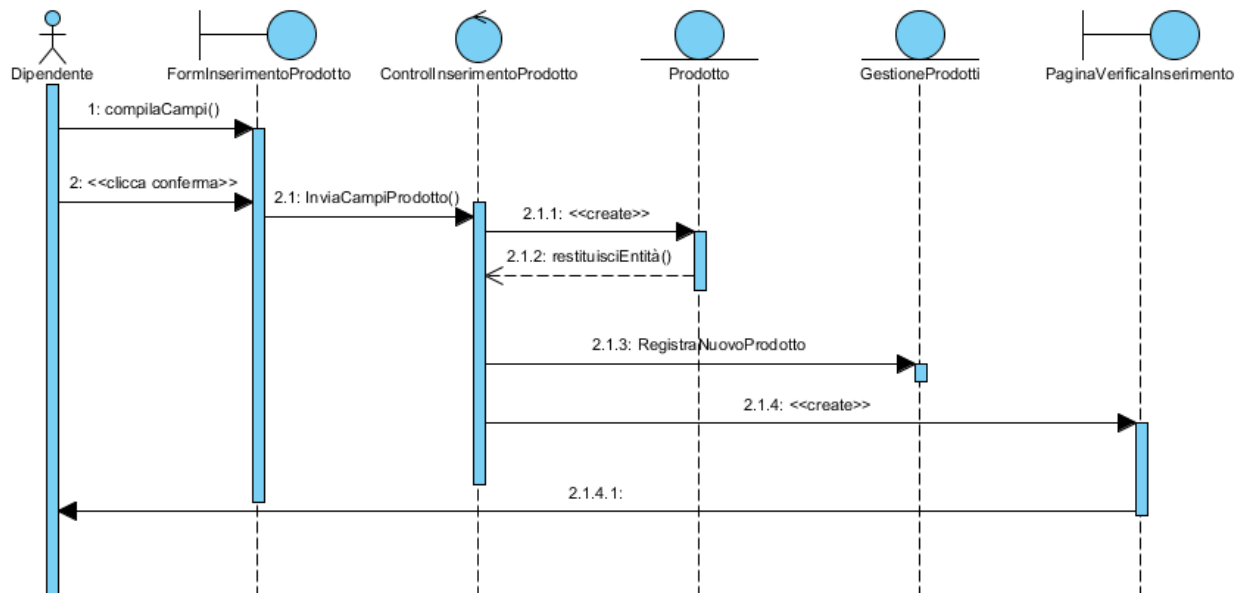 Dipendente
FormInserimentoProdotto
ControlInserimentoProdotto
Prodotto
GestioneProdotti
PaginaVerificaInserimento
1: compilaCampi()
2: <<clicca conferma>>
2.1: InviaCampiProdotto()
2.1.1: <<create>>
2.1.2: restituisciEntità()
2.1.3: RegistraNuovoProdotto
2.1.4: <<create>>
2.1.4.1: